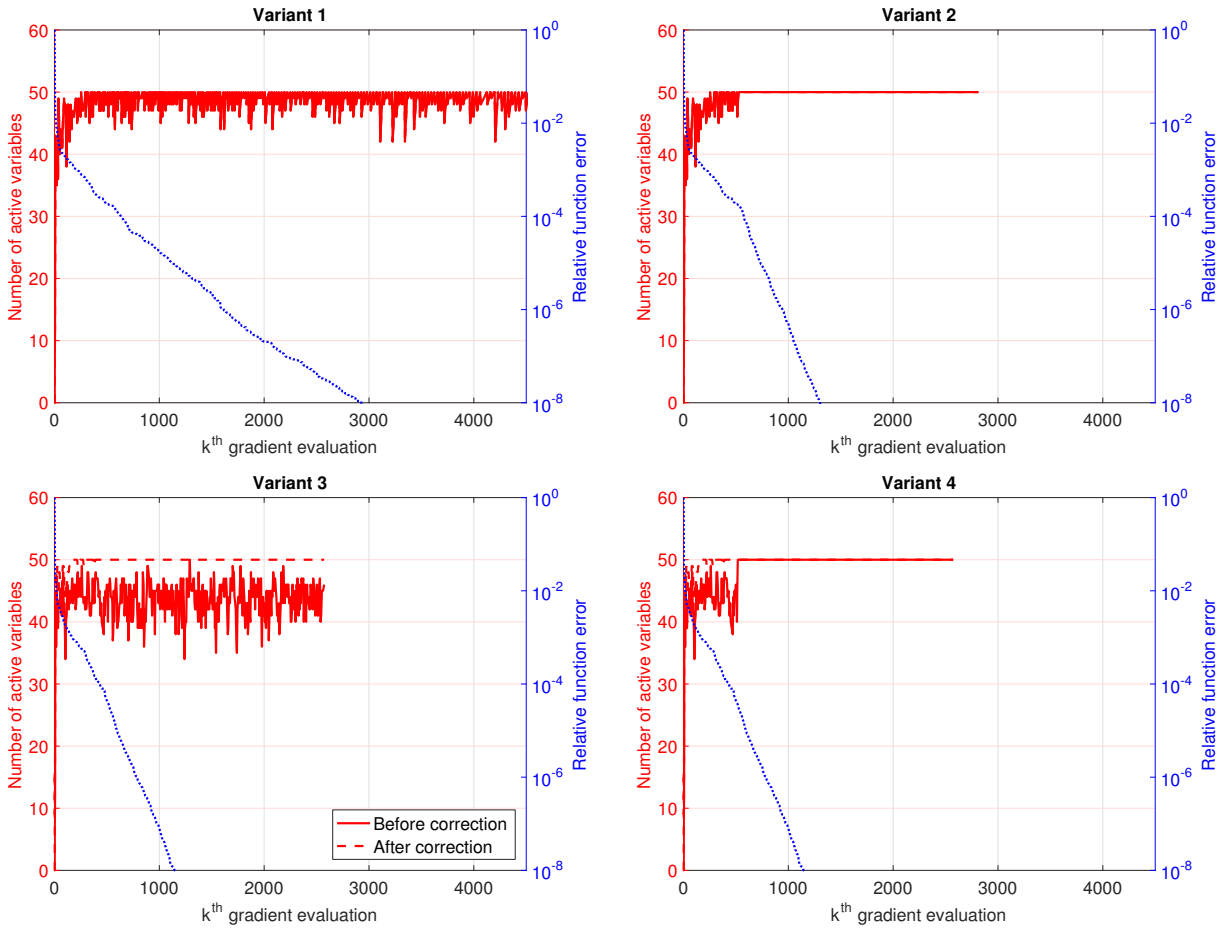 Variant 1
60
50
40
30
20
10
0
Number of active variables
10^0
10^-2
10^-4
10^-6
10^-8
Relative function error
0 1000 2000 3000 4000
k^th gradient evaluation
Variant 2
60
50
40
30
20
10
0
Number of active variables
10^0
10^-2
10^-4
10^-6
10^-8
Relative function error
0 1000 2000 3000 4000
k^th gradient evaluation
Variant 3
60
50
40
30
20
10
0
Number of active variables
10^0
10^-2
10^-4
10^-6
10^-8
Relative function error
Before correction
After correction
0 1000 2000 3000 4000
k^th gradient evaluation
Variant 4
60
50
40
30
20
10
0
Number of active variables
10^0
10^-2
10^-4
10^-6
10^-8
Relative function error
0 1000 2000 3000 4000
k^th gradient evaluation